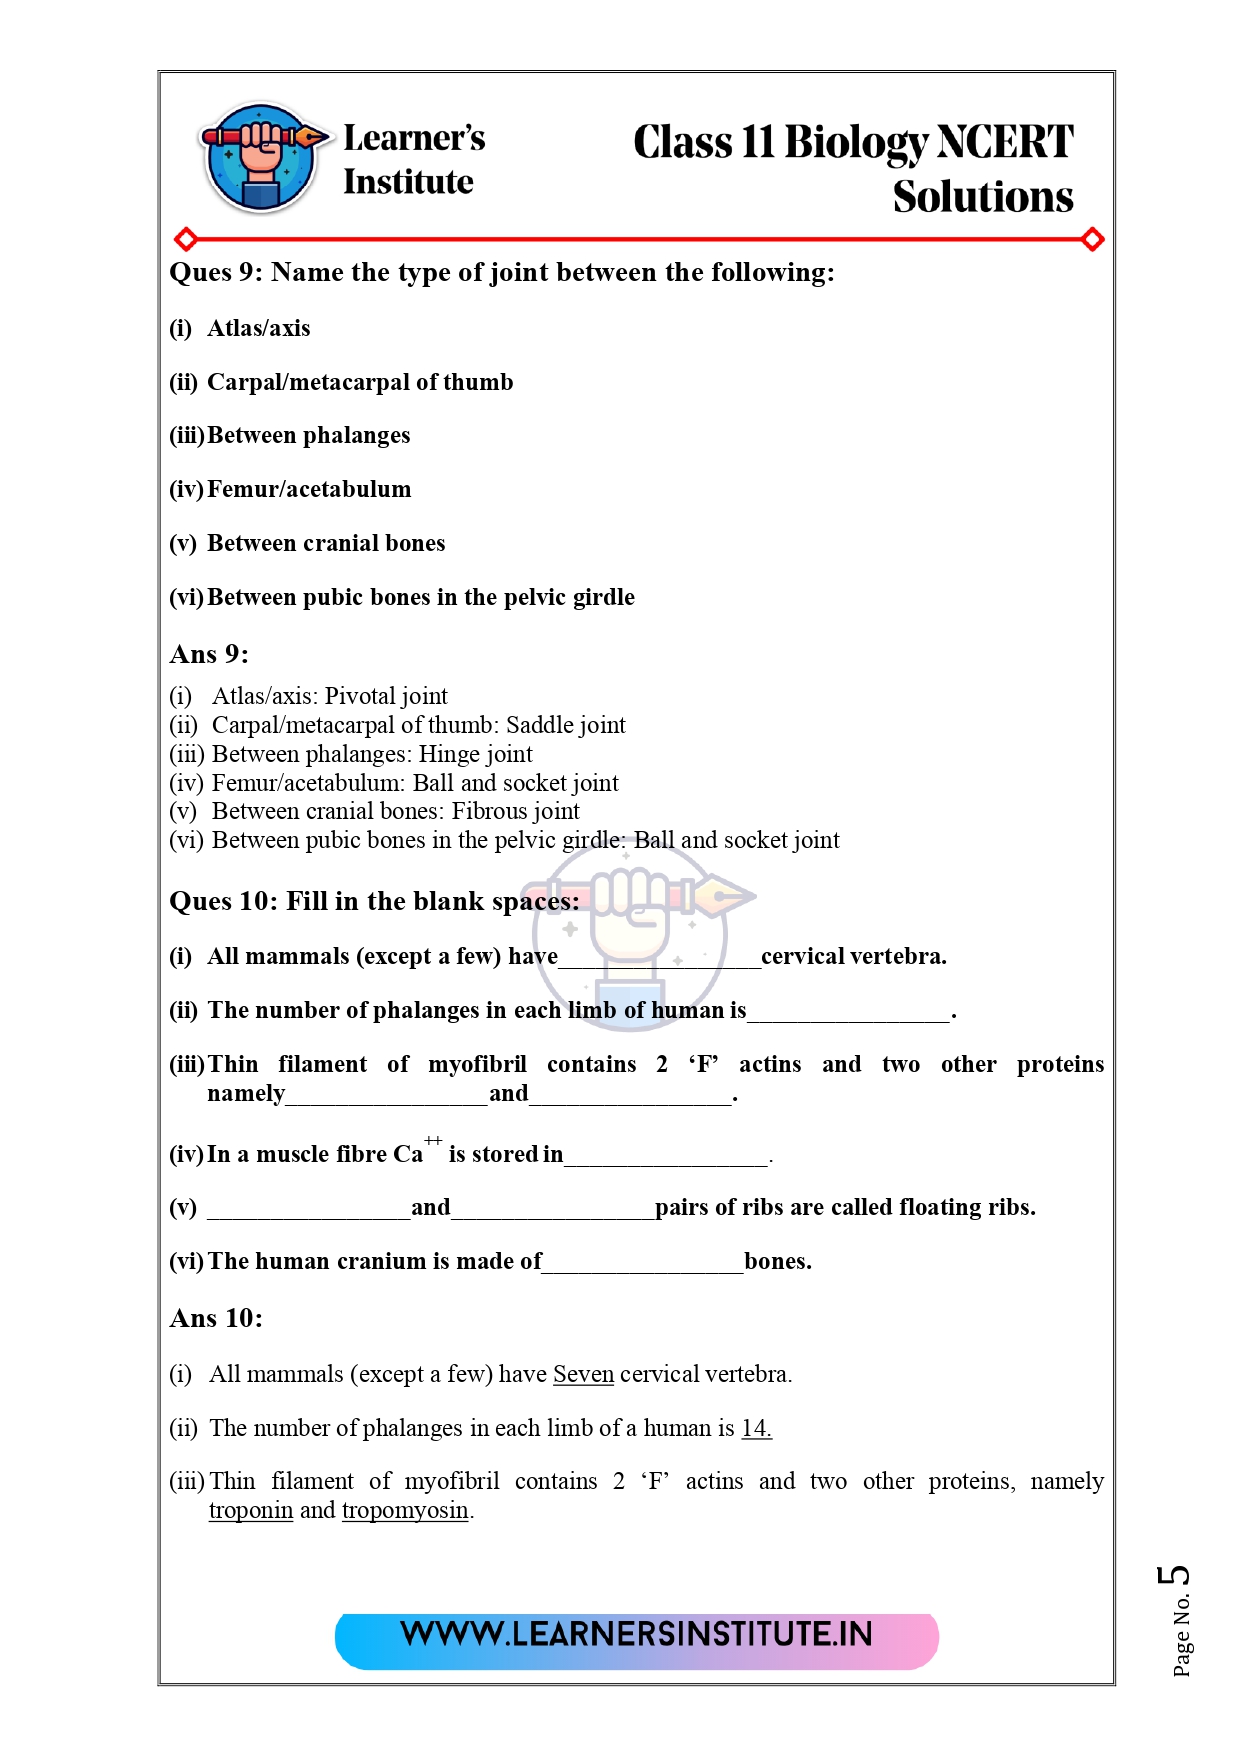 Learner's
Institute
Class 11 Biology NCERT
Solutions
Ques 9: Name the type of joint between the following:
(i) Atlas/axis
(ii) Carpal/metacarpal of thumb
(iii) Between phalanges
(iv) Femur/acetabulum
(v) Between cranial bones
(vi) Between pubic bones in the pelvic girdle
Ans 9:
(i) Atlas/axis: Pivotal joint
(ii) Carpal/metacarpal of thumb: Saddle joint
(iii) Between phalanges: Hinge joint
(iv) Femur/acetabulum: Ball and socket joint
(v) Between cranial bones: Fibrous joint
(vi) Between pubic bones in the pelvic girdle: Ball and socket joint
Ques 10: Fill in the blank spaces:
(i) All mammals (except a few) have________________cervical vertebra.
(ii) The number of phalanges in each limb of human is________________.
(iii) Thin filament of myofibril contains 2 ‘F’ actins and two other proteins
namely________________and________________.
(iv) In a muscle fibre Ca++ is stored in________________.
(v) ________________and________________pairs of ribs are called floating ribs.
(vi) The human cranium is made of________________bones.
Ans 10:
(i) All mammals (except a few) have Seven cervical vertebra.
(ii) The number of phalanges in each limb of a human is 14.
(iii) Thin filament of myofibril contains 2 ‘F’ actins and two other proteins, namely
troponin and tropomyosin.
WWW.LEARNERSINSTITUTE.IN
Page No. 5